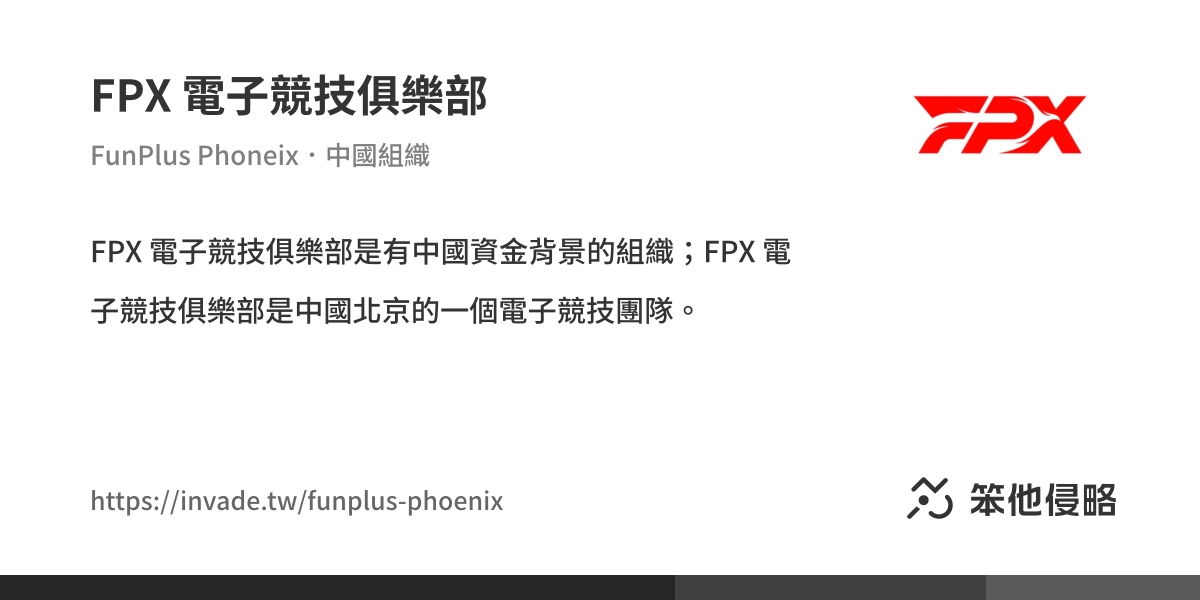 FPX 電子競技俱樂部
FunPlus Phoneix・中國組織
FPX
FPX 電子競技俱樂部是有中國資金背景的組織；FPX 電
子競技俱樂部是中國北京的一個電子競技團隊。
https://invade.tw/funplus-phoenix
笨他侵略